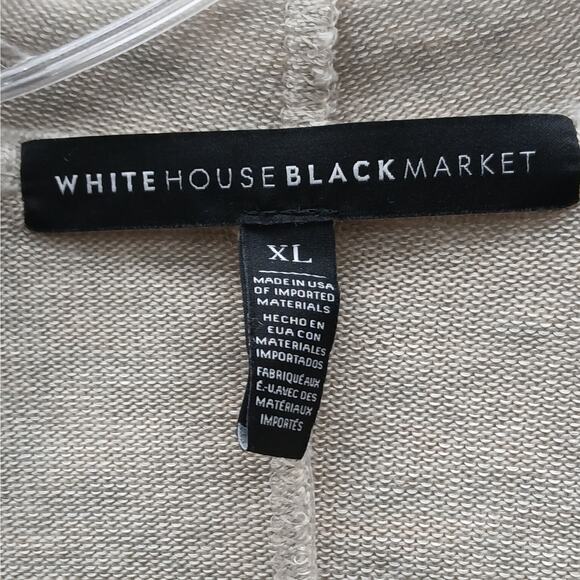 WHITE HOUSE BLACK MARKET
XL
MADE IN USA
OF IMPORTED
MATERIALS
HECHO EN
EUA CON
MATERIALES
IMPORTADOS
FABRIQUÉ AUX
É.-U. AVEC DES
MATÉRIAUX
IMPORTÉS